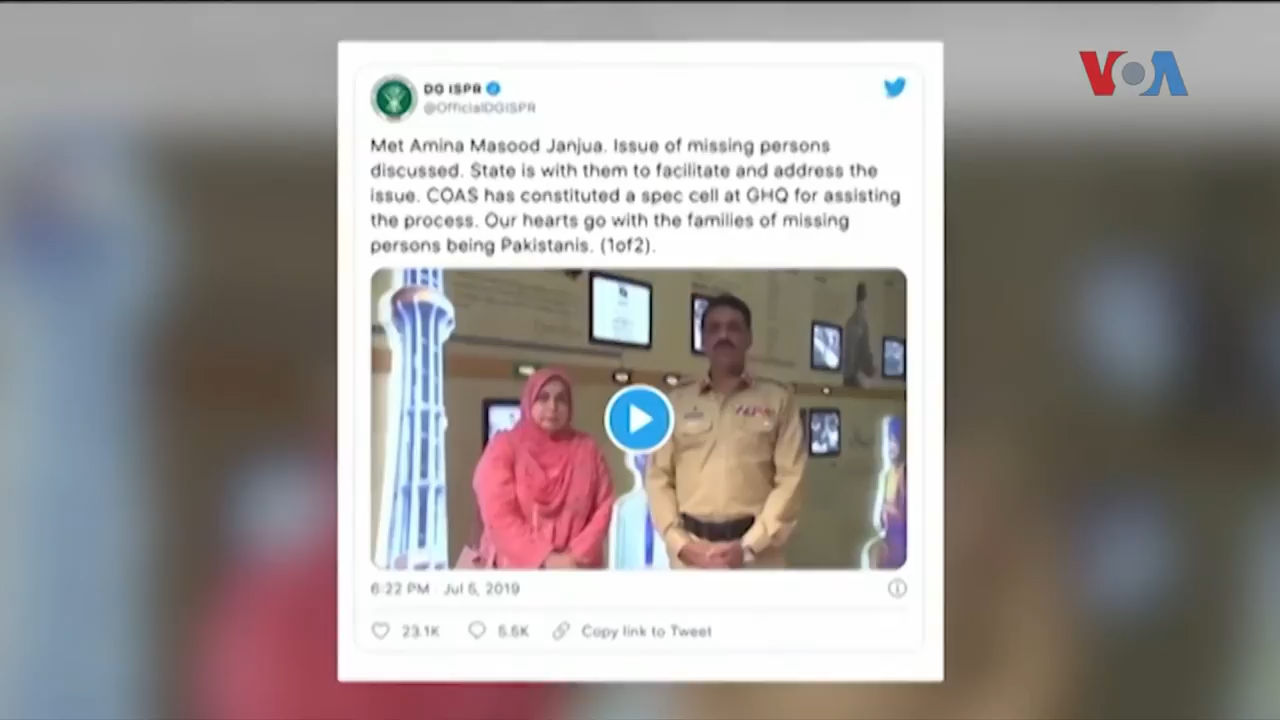 VOA
DG ISPR
@OfficialDGISPR
Met Amina Masood Janjua. Issue of missing persons
discussed. State is with them to facilitate and address the
issue. COAS has constituted a spec cell at GHQ for assisting
the process. Our hearts go with the families of missing
persons being Pakistanis. (1of2).
6:22 PM · Jul 5, 2019
23.1K
Copy link to Tweet